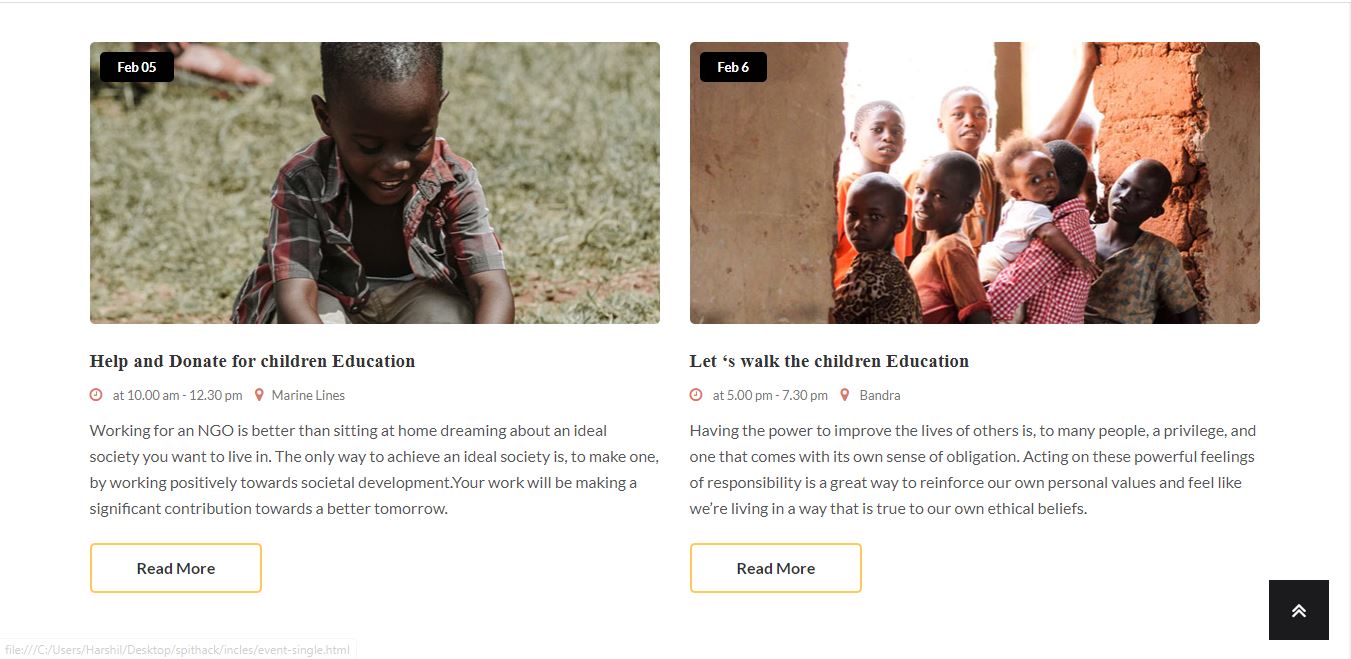 Feb 05
Feb 6
Help and Donate for children Education
at 10.00 am - 12.30 pm Marine Lines
Working for an NGO is better than sitting at home dreaming about an ideal
society you want to live in. The only way to achieve an ideal society is, to make one,
by working positively towards societal development.Your work will be making a
significant contribution towards a better tomorrow.
Read More
Let ‘s walk the children Education
at 5.00 pm - 7.30 pm Bandra
Having the power to improve the lives of others is, to many people, a privilege, and
one that comes with its own sense of obligation. Acting on these powerful feelings
of responsibility is a great way to reinforce our own personal values and feel like
we’re living in a way that is true to our own ethical beliefs.
Read More
file:///C:/Users/Harshil/Desktop/spithack/incles/event-single.html